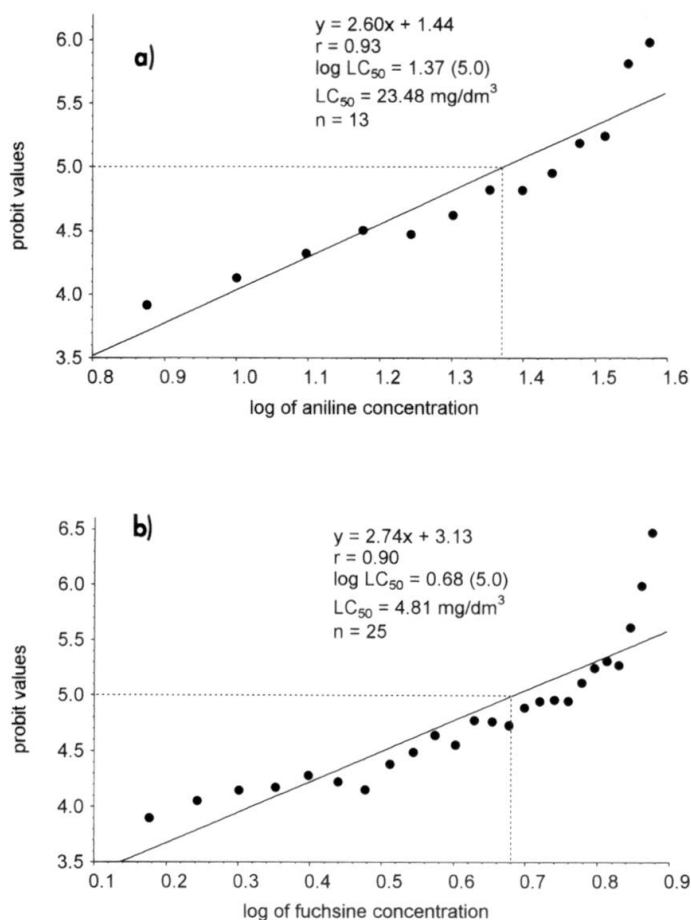 a)
y = 2.60x + 1.44
r = 0.93
log LC₅₀ = 1.37 (5.0)
LC₅₀ = 23.48 mg/dm³
n = 13
probit values
6.0
5.5
5.0
4.5
4.0
3.5
0.8 0.9 1.0 1.1 1.2 1.3 1.4 1.5 1.6
log of aniline concentration
b)
y = 2.74x + 3.13
r = 0.90
log LC₅₀ = 0.68 (5.0)
LC₅₀ = 4.81 mg/dm³
n = 25
probit values
6.5
6.0
5.5
5.0
4.5
4.0
3.5
0.1 0.2 0.3 0.4 0.5 0.6 0.7 0.8 0.9
log of fuchsine concentration